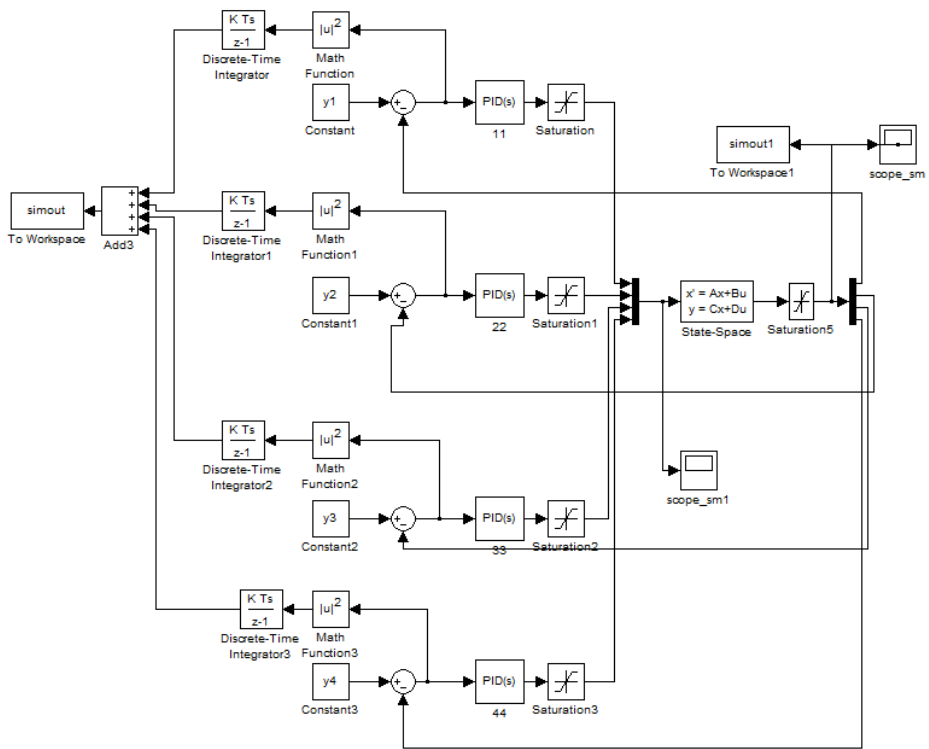 K Ts
z-1
Discrete-Time
Integrator
|u|²
Math
Function
y1
Constant
+
−
PID(s)
11
Saturation
simout1
To Workspace1
scope_sm
simout
To Workspace
+
+
+
+
Add3
K Ts
z-1
Discrete-Time
Integrator1
|u|²
Math
Function1
y2
Constant1
+
−
PID(s)
22
Saturation1
x' = Ax+Bu
y = Cx+Du
State-Space
Saturation5
K Ts
z-1
Discrete-Time
Integrator2
|u|²
Math
Function2
scope_sm1
y3
Constant2
+
−
PID(s)
33
Saturation2
K Ts
z-1
Discrete-Time
Integrator3
|u|²
Math
Function3
y4
Constant3
+
−
PID(s)
44
Saturation3